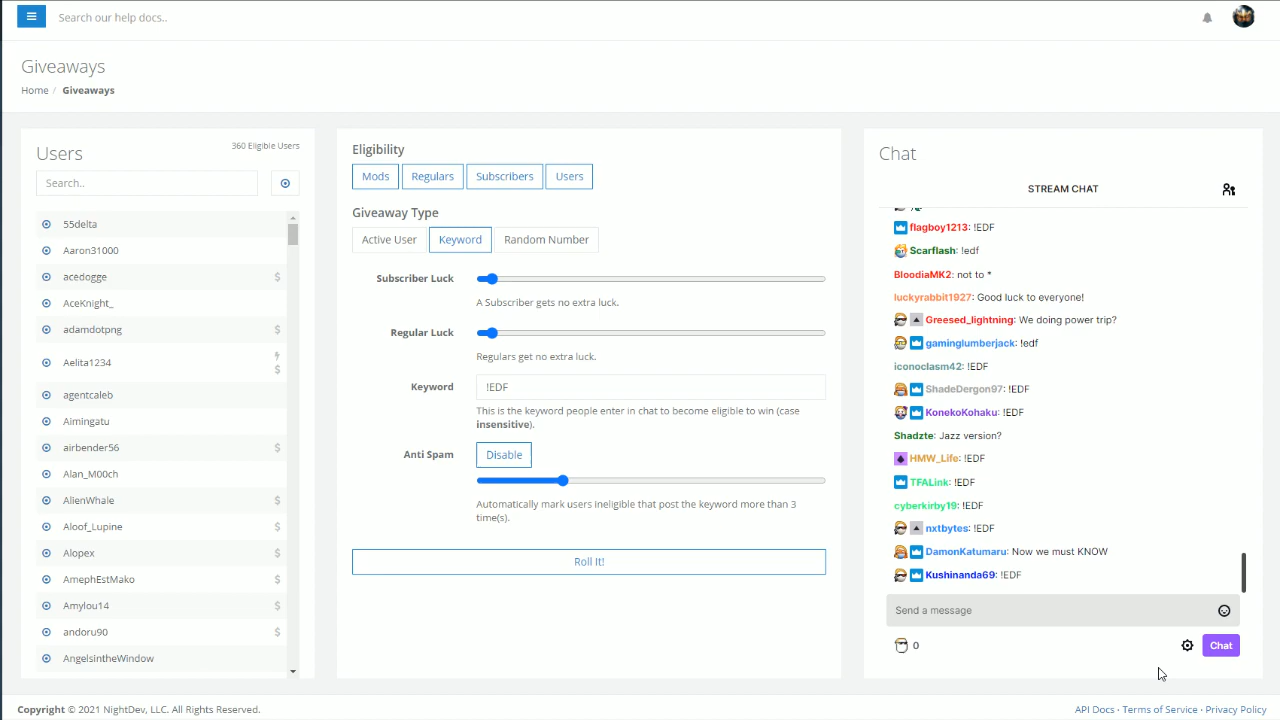 Search our help docs..
Giveaways
Home / Giveaways
Users
360 Eligible Users
Search..
55delta
Aaron31000
acedogge $
AceKnight_
adamdotpng $
Aelita1234 $
agentcaleb
Aimingatu
airbender56 $
Alan_M00ch
AlienWhale $
Aloof_Lupine $
Alopex $
AmephEstMako $
Amylou14 $
andoru90 $
AngelsintheWindow
Eligibility
Mods Regulars Subscribers Users
Giveaway Type
Active User Keyword Random Number
Subscriber Luck
A Subscriber gets no extra luck.
Regular Luck
Regulars get no extra luck.
Keyword !EDF
This is the keyword people enter in chat to become eligible to win (case
insensitive).
Anti Spam Disable
Automatically mark users ineligible that post the keyword more than 3
time(s).
Roll It!
Chat
STREAM CHAT
flagboy1213: !EDF
Scarflash: !edf
BloodiaMK2: not to *
luckyrabbit1927: Good luck to everyone!
Greesed_lightning: We doing power trip?
gaminglumberjack: !edf
iconoclasm42: !EDF
ShadeDergon97: !EDF
KonekoKohaku: !EDF
Shadzte: Jazz version?
HMW_Life: !EDF
TFALink: !EDF
cyberkirby19: !EDF
nxtbytes: !EDF
DamonKatumaru: Now we must KNOW
Kushinanda69: !EDF
Send a message
0
Chat
Copyright © 2021 NightDev, LLC. All Rights Reserved.
API Docs · Terms of Service · Privacy Policy